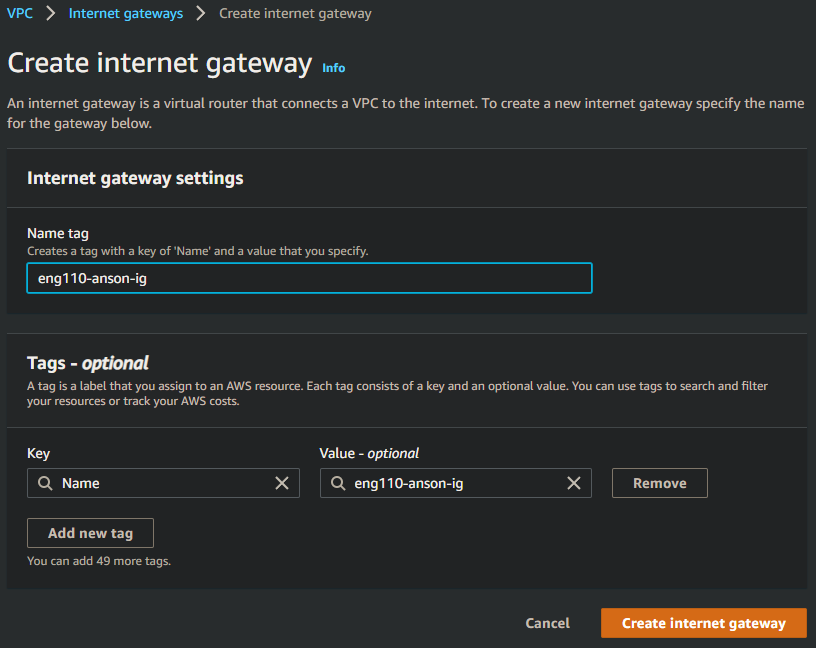 VPC > Internet gateways > Create internet gateway
Create internet gateway Info
An internet gateway is a virtual router that connects a VPC to the internet. To create a new internet gateway specify the name
for the gateway below.
Internet gateway settings
Name tag
Creates a tag with a key of 'Name' and a value that you specify.
eng110-anson-ig
Tags - optional
A tag is a label that you assign to an AWS resource. Each tag consists of a key and an optional value. You can use tags to search and filter
your resources or track your AWS costs.
Key Value - optional
Name eng110-anson-ig Remove
Add new tag
You can add 49 more tags.
Cancel Create internet gateway